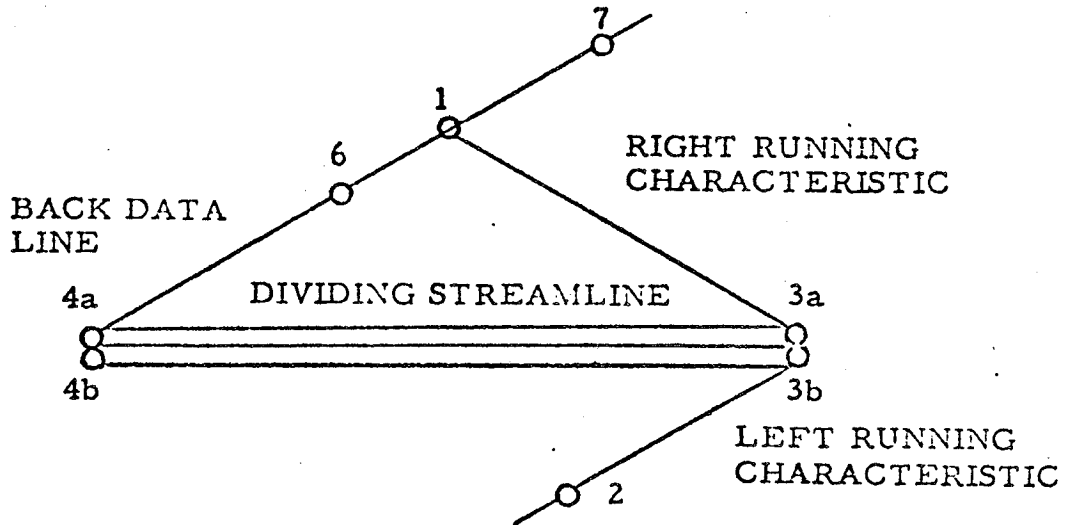 7
1
RIGHT RUNNING
CHARACTERISTIC
6
BACK DATA
LINE
4a
DIVIDING STREAMLINE
3a
4b
3b
LEFT RUNNING
CHARACTERISTIC
2